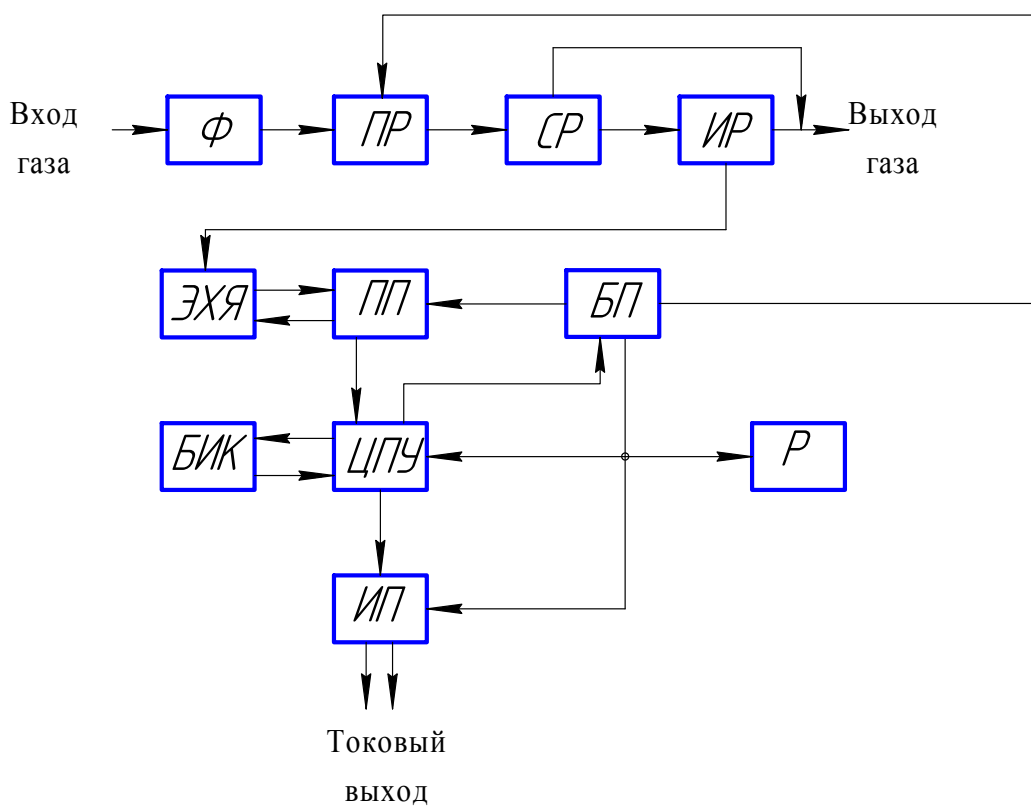 Вход
газа
Ф
ПР
СР
ИР
Выход
газа
ЭХЯ
ПП
БП
БИК
ЦПУ
Р
ИП
Токовый
выход